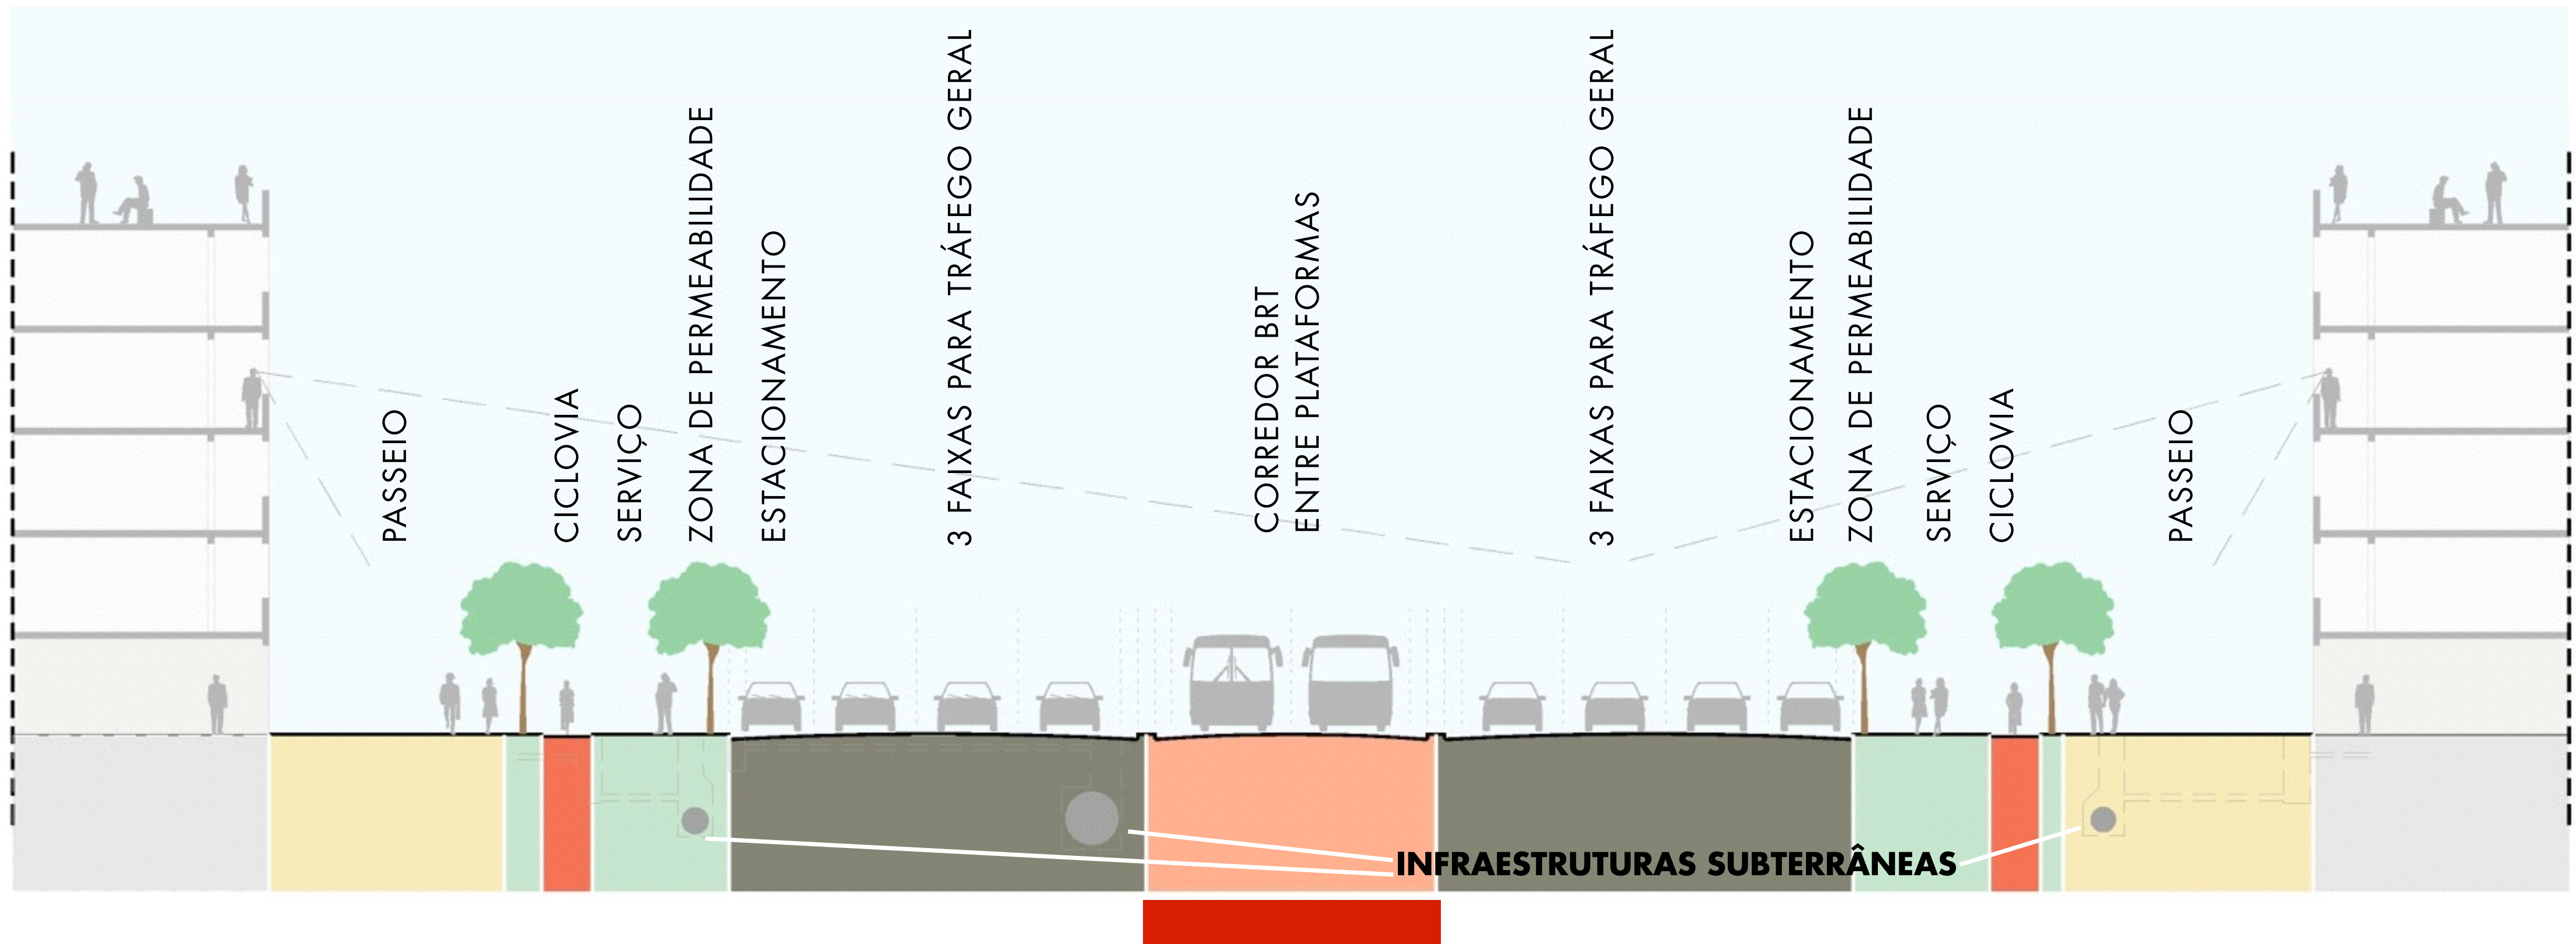 PASSEIO
CICLOVIA
SERVIÇO
ZONA DE PERMEABILIDADE
ESTACIONAMENTO
3 FAIXAS PARA TRÁFEGO GERAL
CORREDOR BRT
ENTRE PLATAFORMAS
3 FAIXAS PARA TRÁFEGO GERAL
ESTACIONAMENTO
ZONA DE PERMEABILIDADE
SERVIÇO
CICLOVIA
PASSEIO
INFRAESTRUTURAS SUBTERRÂNEAS